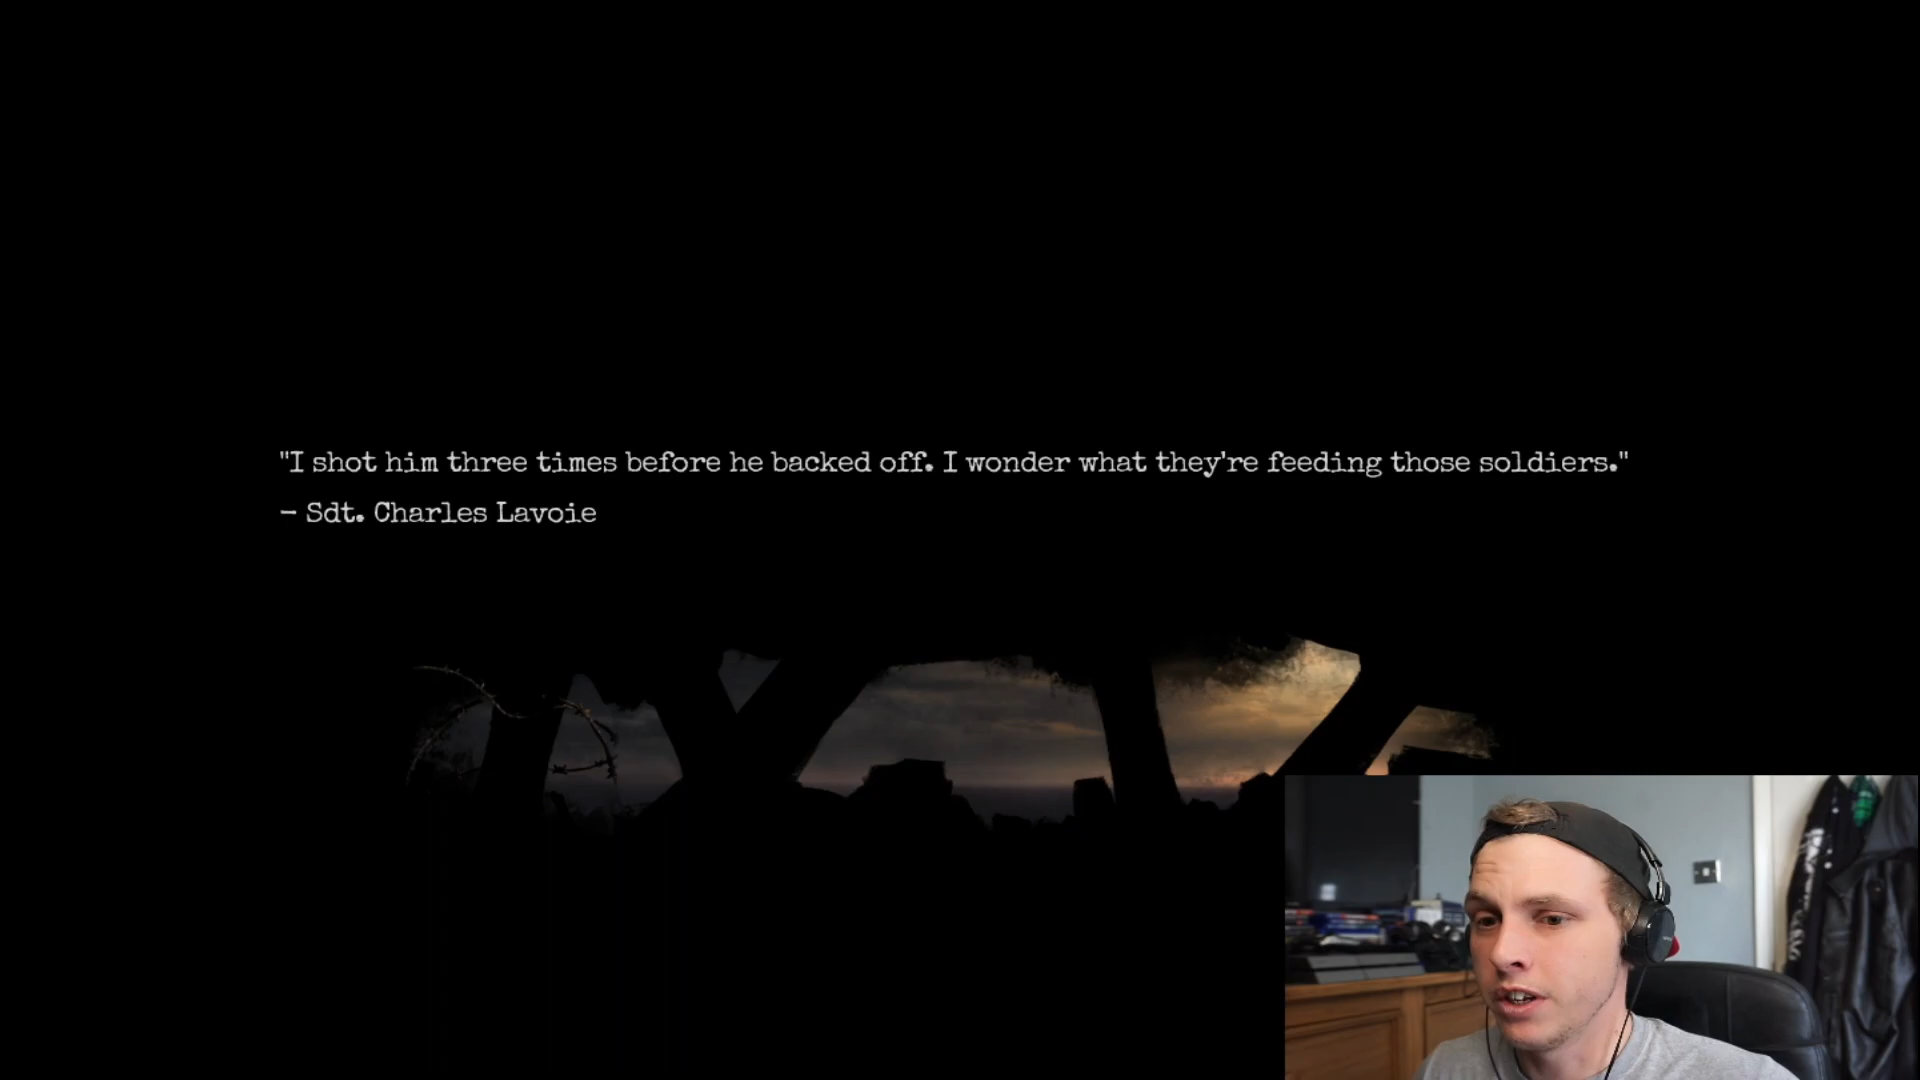 "I shot him three times before he backed off. I wonder what they're feeding those soldiers."
- Sdt. Charles Lavoie